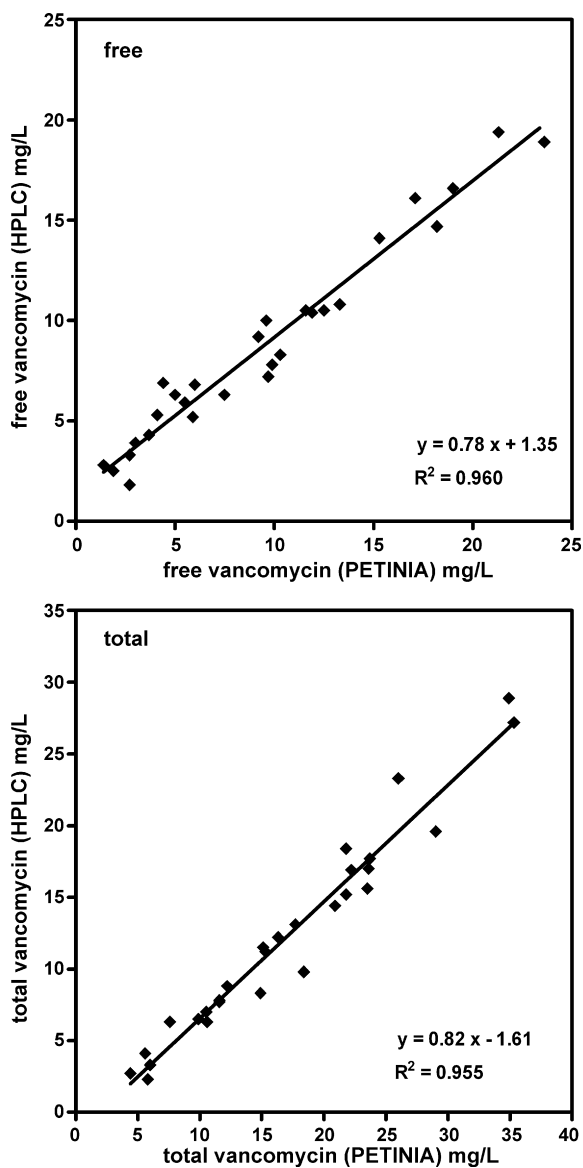 25
free
20
15
10
5
0
free vancomycin (HPLC) mg/L
y = 0.78 x + 1.35
R² = 0.960
0 5 10 15 20 25
free vancomycin (PETINIA) mg/L
35
total
30
25
20
15
10
5
0
total vancomycin (HPLC) mg/L
y = 0.82 x - 1.61
R² = 0.955
0 5 10 15 20 25 30 35 40
total vancomycin (PETINIA) mg/L